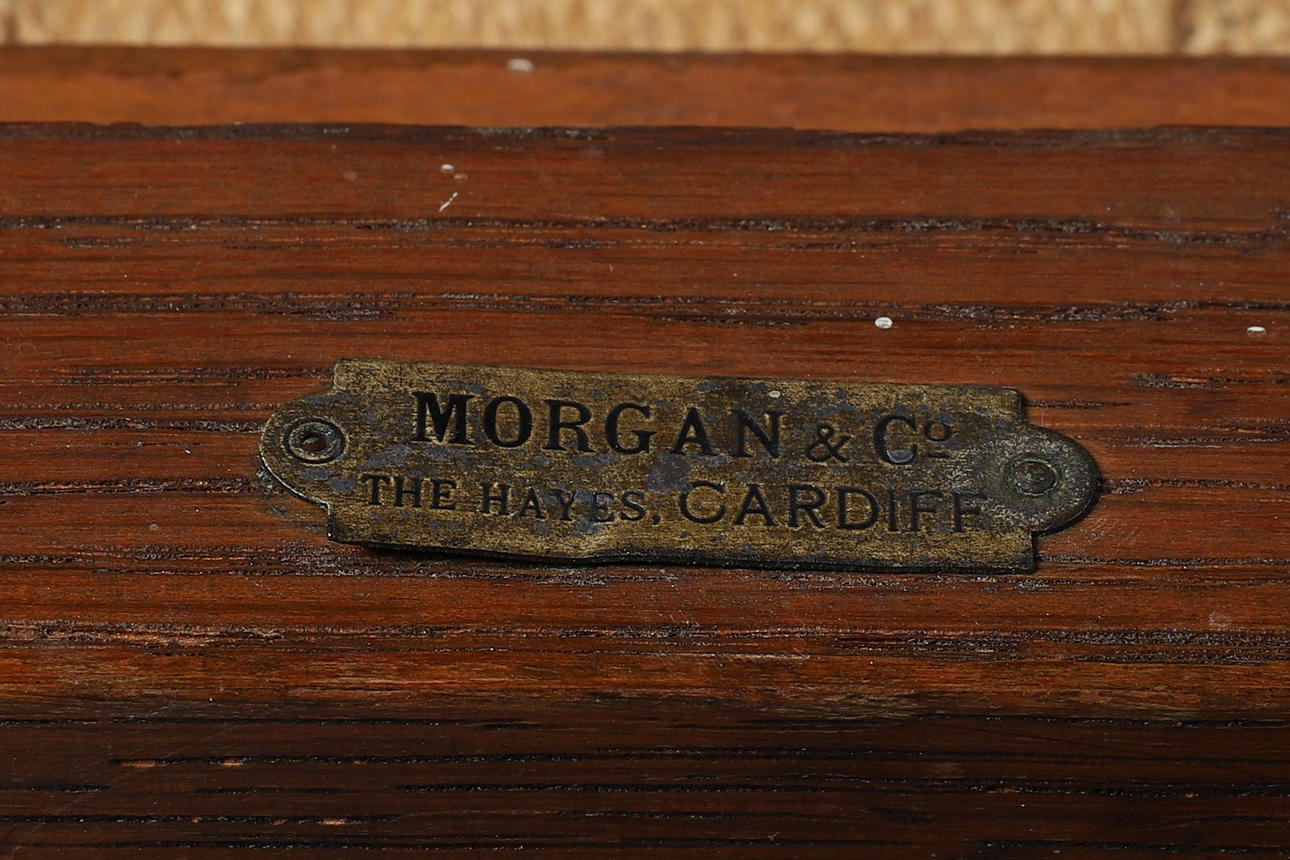 MORGAN & Cº
THE HAYES, CARDIFF